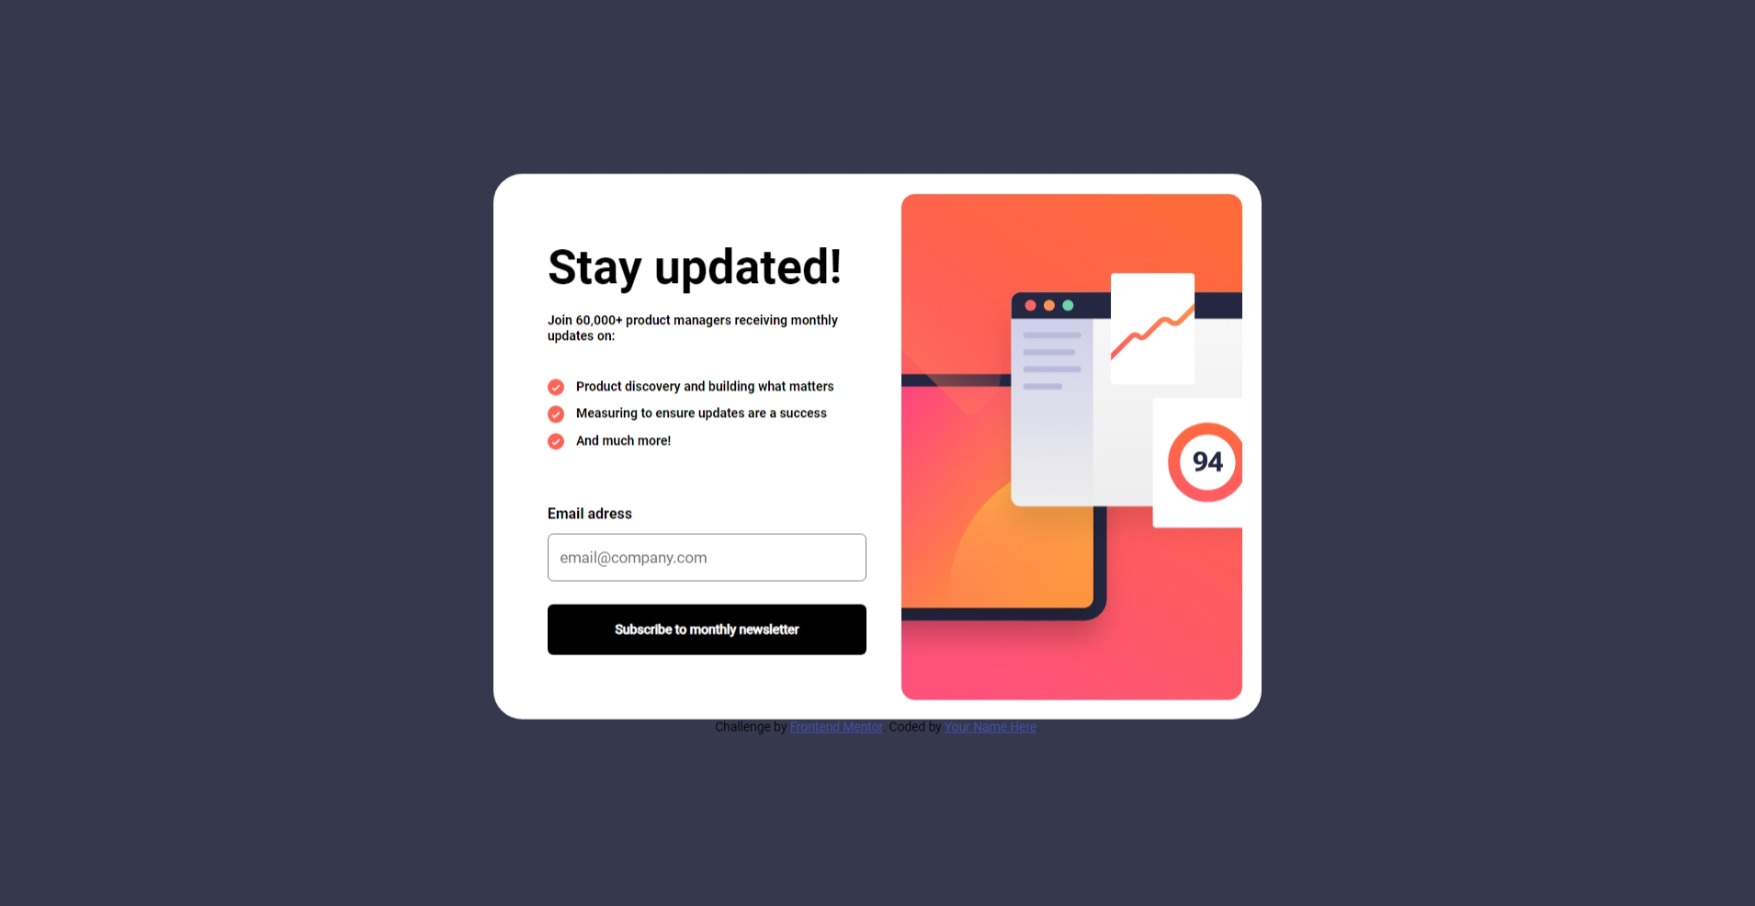 Stay updated!
Join 60,000+ product managers receiving monthly
updates on:
Product discovery and building what matters
Measuring to ensure updates are a success
And much more!
Email adress
email@company.com
Subscribe to monthly newsletter
94
Challenge by Frontend Mentor. Coded by Your Name Here.